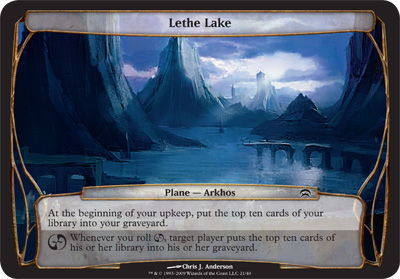 Lethe Lake
Plane — Arkhos
At the beginning of your upkeep, put the top ten cards of your
library into your graveyard.
Whenever you roll , target player puts the top ten cards of
his or her library into his or her graveyard.
Chris J. Anderson
™ & © 1993–2009 Wizards of the Coast LLC 21/40